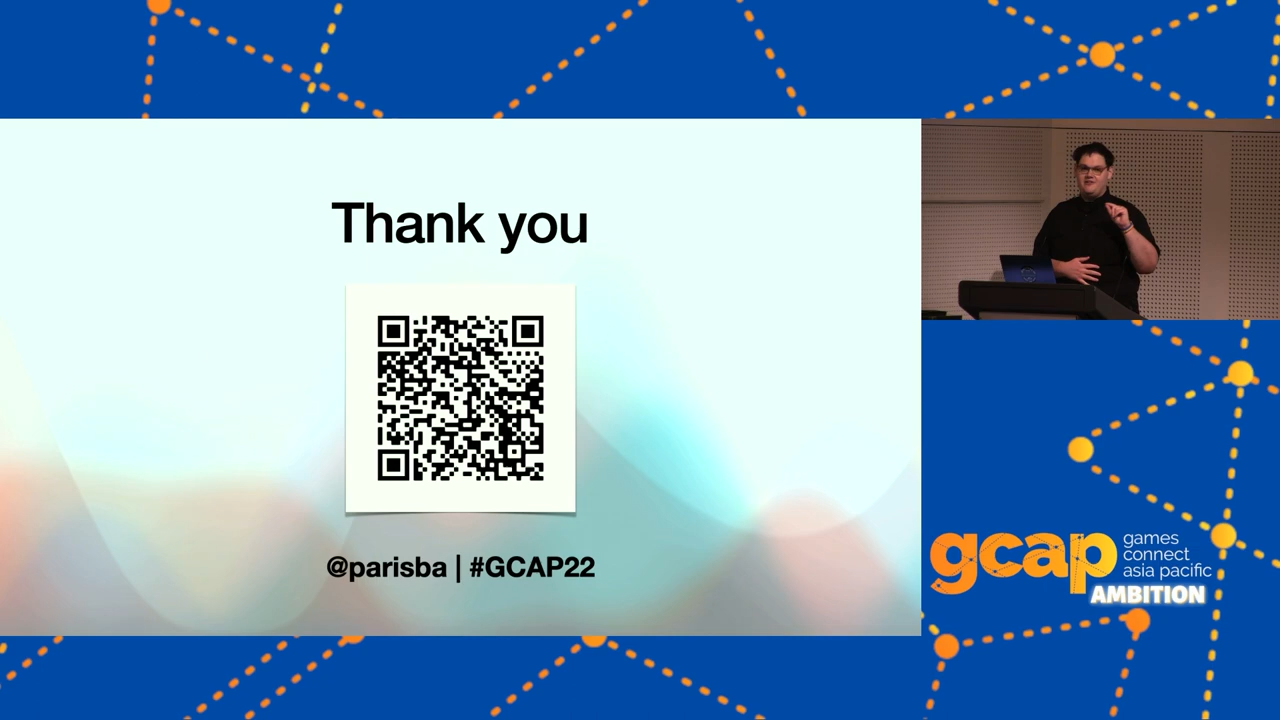 Thank you
@parisba | #GCAP22
gcap
games
connect
asia pacific
AMBITION